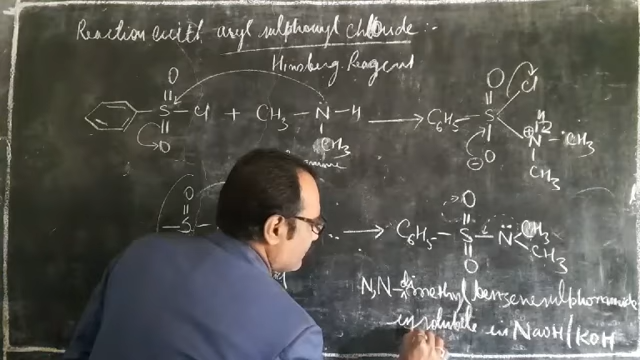 Reaction with aryl sulphonyl chloride :-
Hinsberg Reagent
O
S Cl + CH3 — N — H → C6H5 S Cl
O CH3
O ⊕ N — CH3
⊖ O CH3
O
S → C6H5 — S — N CH3
CH3
O
N,N-dimethyl benzenesulphonamide
insoluble in NaOH/KOH